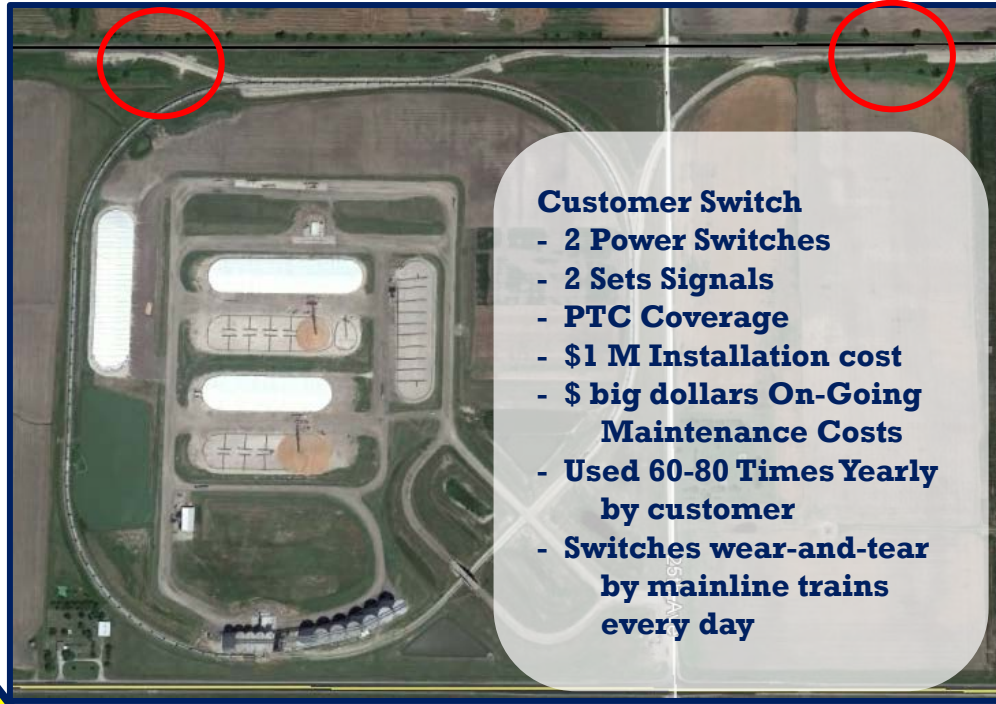 Customer Switch
- 2 Power Switches
- 2 Sets Signals
- PTC Coverage
- $1 M Installation cost
- $ big dollars On-Going
Maintenance Costs
- Used 60-80 Times Yearly
by customer
- Switches wear-and-tear
by mainline trains
every day